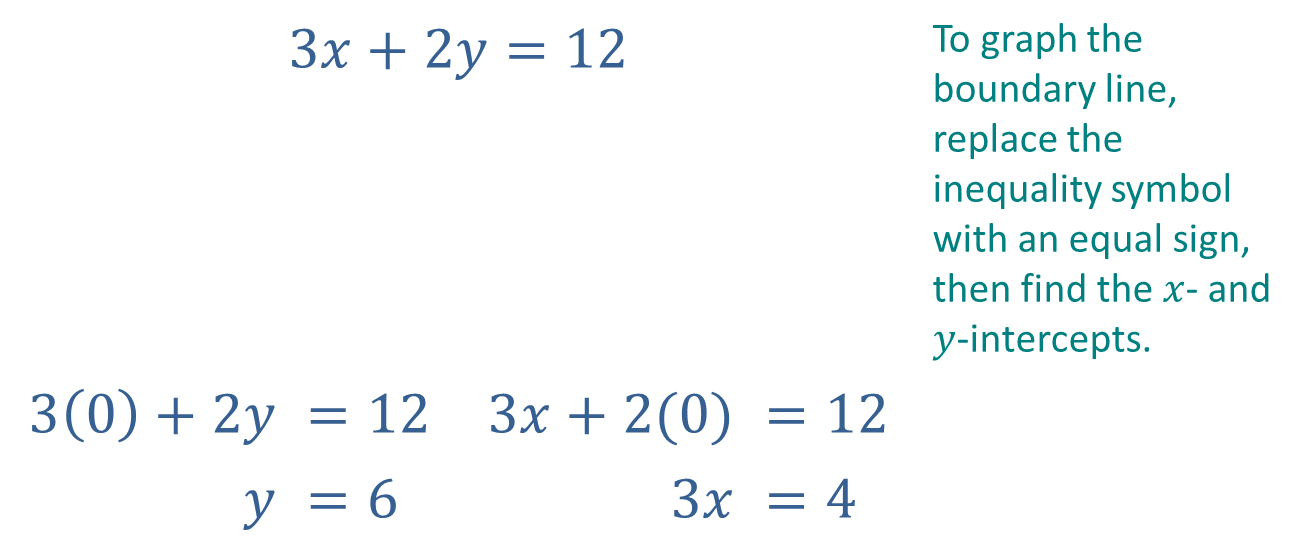 3x + 2y = 12
To graph the
boundary line,
replace the
inequality symbol
with an equal sign,
then find the x- and
y-intercepts.
3(0) + 2y = 12 3x + 2(0) = 12
y = 6 3x = 4